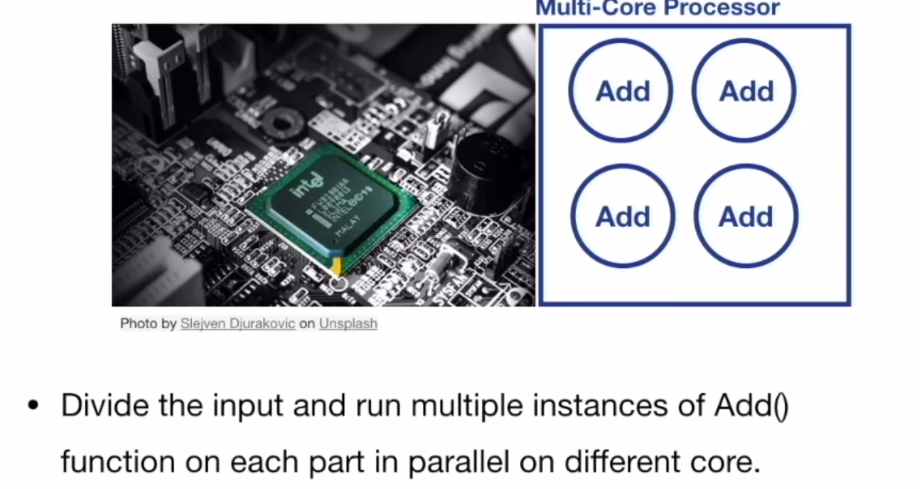 Multi-Core Processor
Add Add
intel
MALAY
Add Add
Photo by Slejven Djurakovic on Unsplash
• Divide the input and run multiple instances of Add()
function on each part in parallel on different core.